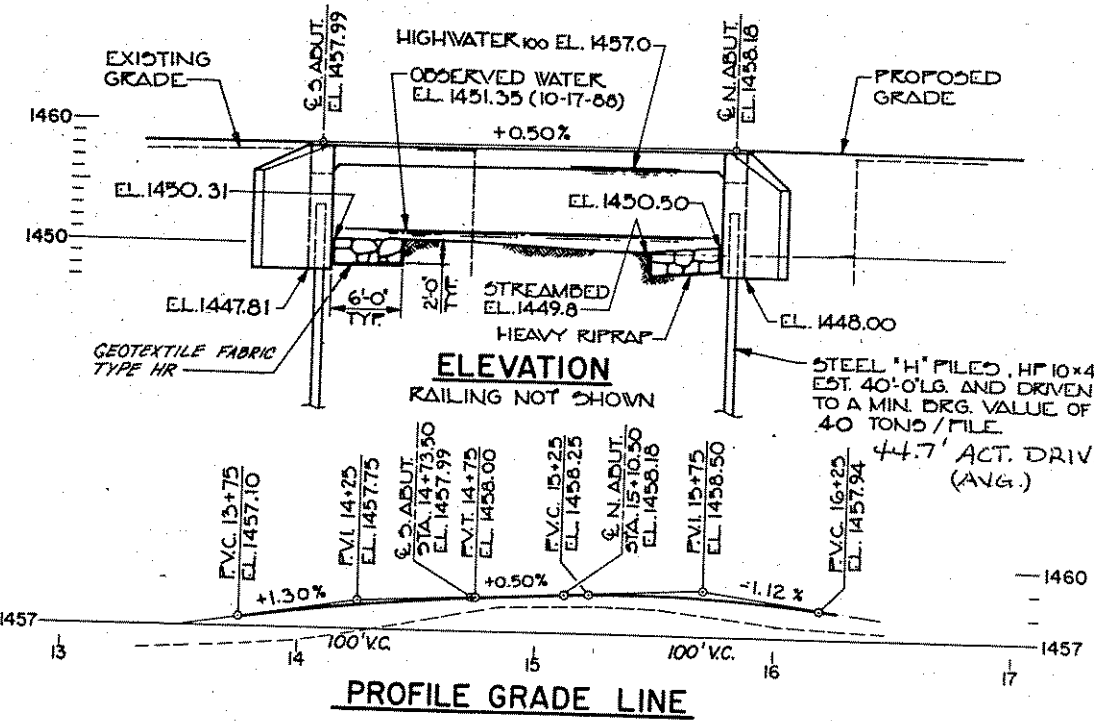 ℄ S. ABUT.
EL. 1457.99
HIGHWATER 100 EL. 1457.0
℄ N. ABUT.
EL. 1458.18
EXISTING
GRADE
OBSERVED WATER
EL. 1451.35 (10-17-88)
PROPOSED
GRADE
1460
+0.50%
EL. 1450.31
EL. 1450.50
1450
EL. 1447.81
6'-0"
TYP.
2'-0"
TYP.
STREAMBED
EL. 1449.8
HEAVY RIPRAP
EL. 1448.00
GEOTEXTILE FABRIC
TYPE HR
ELEVATION
RAILING NOT SHOWN
STEEL "H" PILES, HP 10x4
EST. 40'-0" LG. AND DRIVEN
TO A MIN. BRG. VALUE OF
40 TONS / PILE.
44.7' ACT. DRIV
(AVG.)
P.V.C. 13+75
EL. 1457.10
P.V.I. 14+25
EL. 1457.75
℄ S. ABUT.
STA. 14+73.50
EL. 1457.99
P.V.T. 14+75
EL. 1458.00
P.V.C. 15+25
EL. 1458.25
℄ N. ABUT.
STA. 15+10.50
EL. 1458.18
P.V.I. 15+75
EL. 1458.50
P.V.C. 16+25
EL. 1457.94
+1.30%
+0.50%
-1.12%
1460
1457
1457
13
14
100' V.C.
15
100' V.C.
16
17
PROFILE GRADE LINE